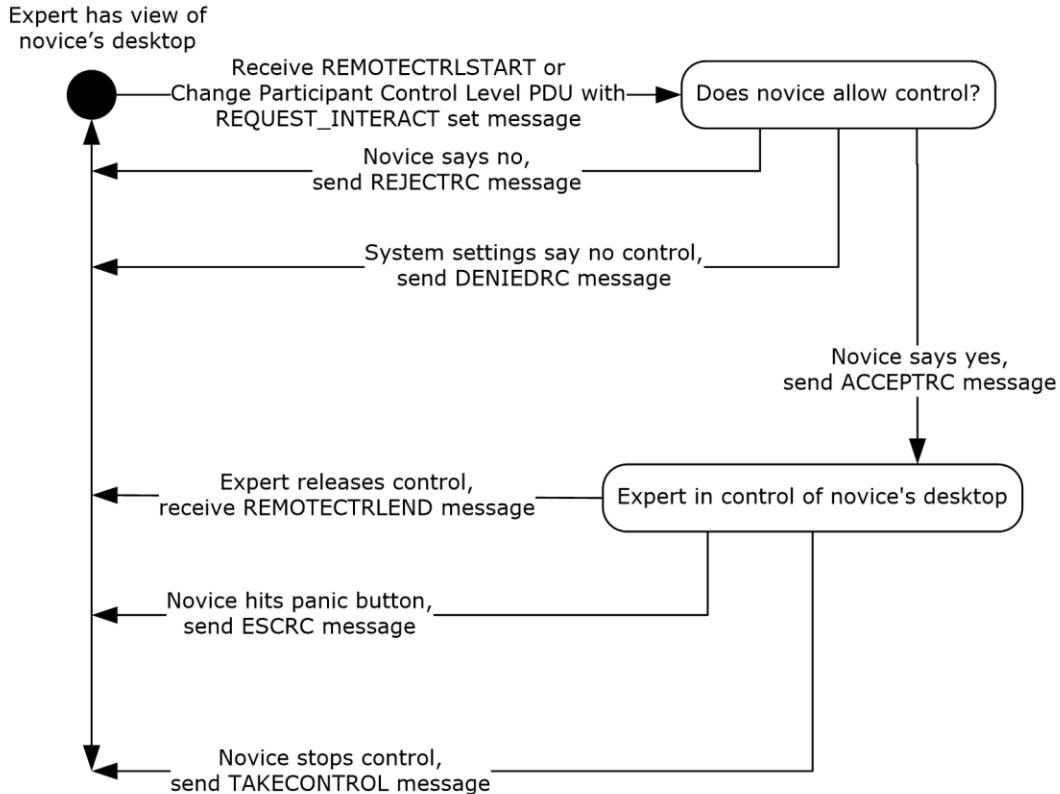 Expert has view of
novice's desktop
Receive REMOTECTRLSTART or
Change Participant Control Level PDU with
REQUEST_INTERACT set message
Does novice allow control?
Novice says no,
send REJECTRC message
System settings say no control,
send DENIEDRC message
Novice says yes,
send ACCEPTRC message
Expert releases control,
receive REMOTECTRLEND message
Expert in control of novice's desktop
Novice hits panic button,
send ESCRC message
Novice stops control,
send TAKECONTROL message